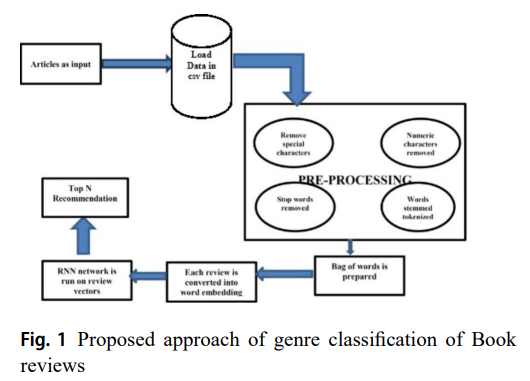 Articles as input
Load
Data in
csv file
Remove
special
characters
Numeric
characters
removed
PRE-PROCESSING
Stop words
removed
Words
stemmed
tokenized
Bag of words is
prepared
Each review is
converted into
word embedding
RNN network is
run on review
vectors
Top N
Recommendation
Fig. 1 Proposed approach of genre classification of Book
reviews